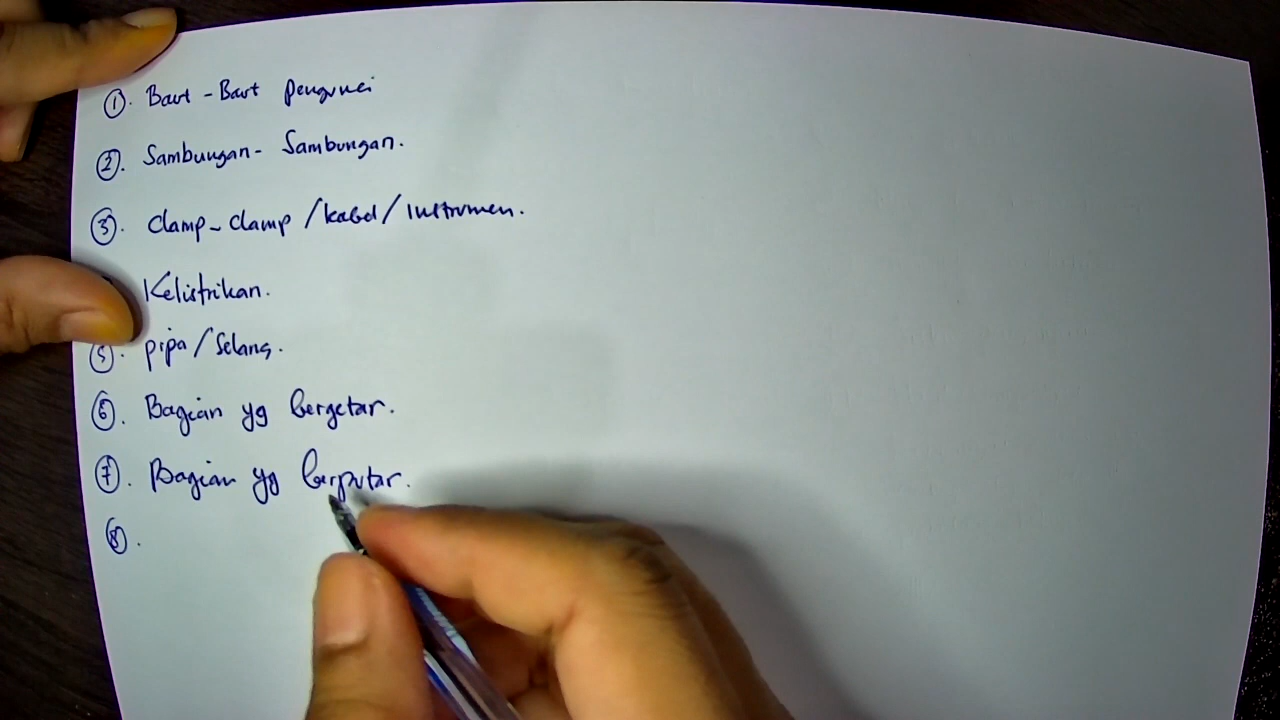 ①. Baut - Baut pengunci
②. Sambungan - Sambungan.
③. Clamp - clamp / kabel / instrumen.
Kelistrikan.
⑤. pipa / Selang.
⑥. Bagian yg bergetar.
⑦. Bagian yg berputar.
⑧.